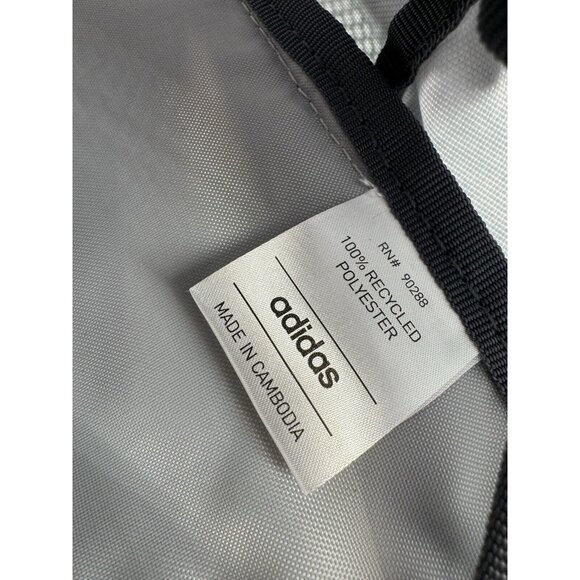 RN# 90288
100% RECYCLED
POLYESTER
adidas
MADE IN CAMBODIA